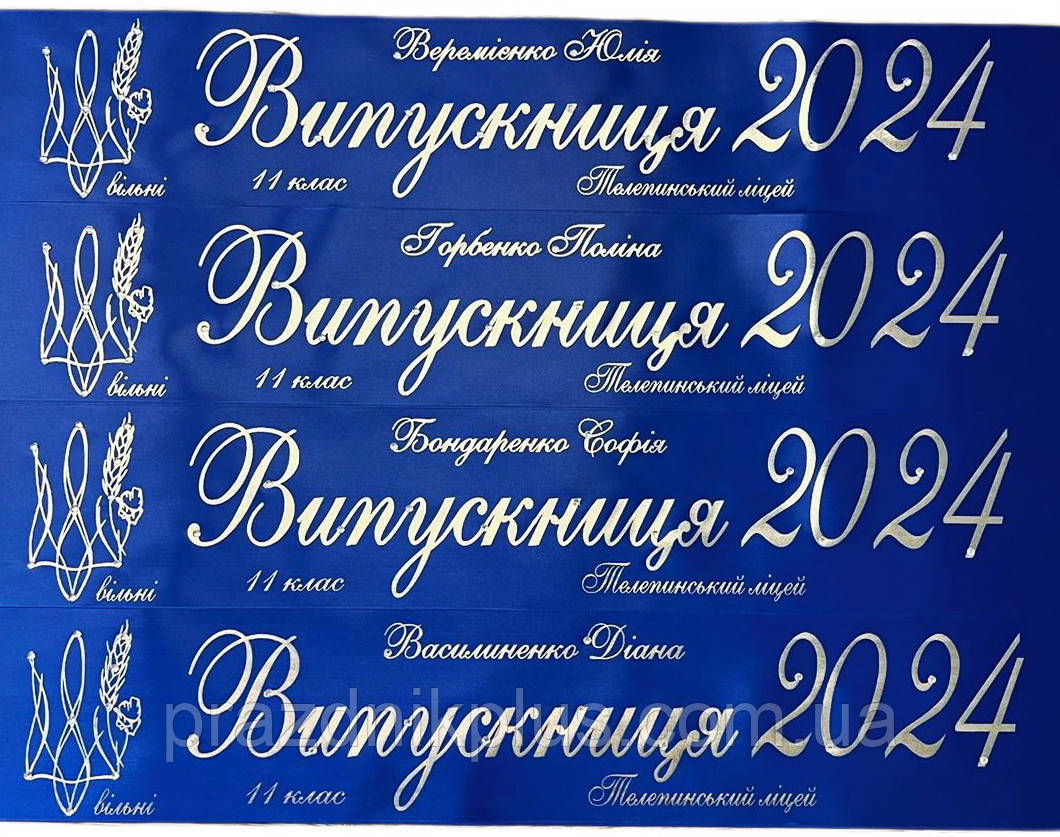 Веремієнко Юлія
Випускниця 2024
вільні 11 клас Телепинський ліцей
Горбенко Поліна
Випускниця 2024
вільні 11 клас Телепинський ліцей
Бондаренко Софія
Випускниця 2024
вільні 11 клас Телепинський ліцей
Василиненко Діана
Випускниця 2024
prazdnikplus.com.ua
вільні 11 клас Телепинський ліцей